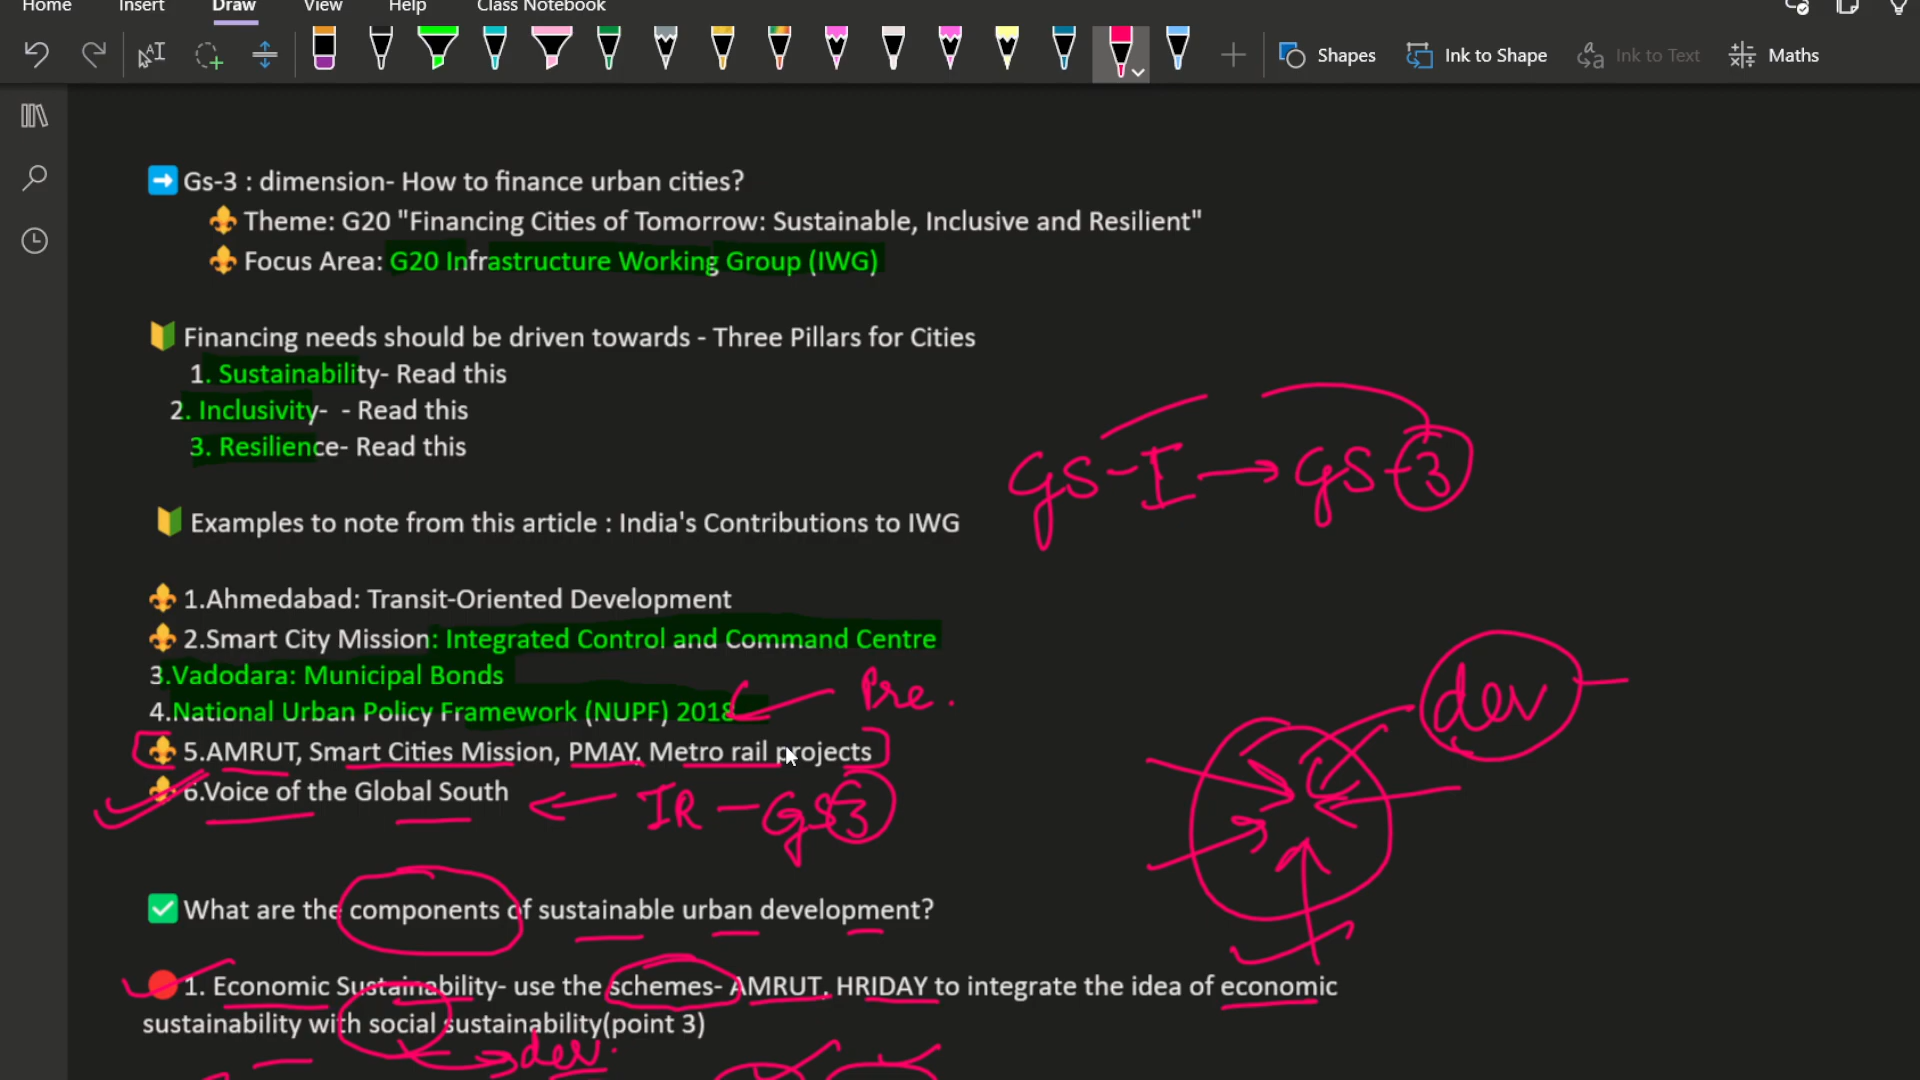 Home Insert Draw View Help Class Notebook
Shapes Ink to Shape Ink to Text Maths
Gs-3 : dimension- How to finance urban cities?
Theme: G20 "Financing Cities of Tomorrow: Sustainable, Inclusive and Resilient"
Focus Area: G20 Infrastructure Working Group (IWG)
Financing needs should be driven towards - Three Pillars for Cities
1. Sustainability- Read this
2. Inclusivity-  - Read this
3. Resilience- Read this
GS-I → GS-3
Examples to note from this article : India's Contributions to IWG
1.Ahmedabad: Transit-Oriented Development
2.Smart City Mission: Integrated Control and Command Centre
3.Vadodara: Municipal Bonds
Pre.
4.National Urban Policy Framework (NUPF) 2018
dev
5.AMRUT, Smart Cities Mission, PMAY, Metro rail projects
6.Voice of the Global South
IR - GS3
What are the components of sustainable urban development?
1. Economic Sustainability- use the schemes- AMRUT, HRIDAY to integrate the idea of economic
sustainability with social sustainability(point 3)
dev.